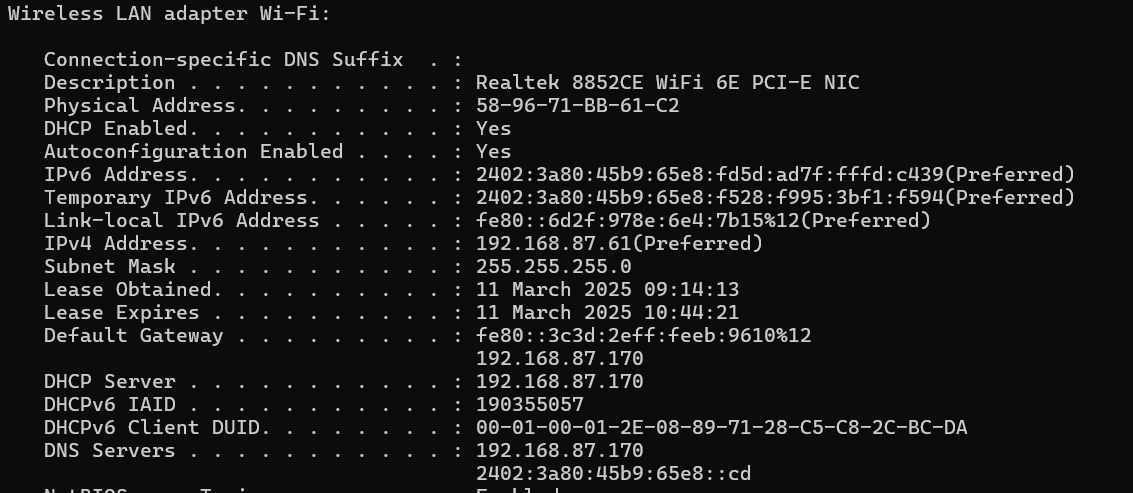 Wireless LAN adapter Wi-Fi:
Connection-specific DNS Suffix  . :
Description . . . . . . . . . . . : Realtek 8852CE WiFi 6E PCI-E NIC
Physical Address. . . . . . . . . : 58-96-71-BB-61-C2
DHCP Enabled. . . . . . . . . . . : Yes
Autoconfiguration Enabled . . . . : Yes
IPv6 Address. . . . . . . . . . . : 2402:3a80:45b9:65e8:fd5d:ad7f:fffd:c439(Preferred)
Temporary IPv6 Address. . . . . . : 2402:3a80:45b9:65e8:f528:f995:3bf1:f594(Preferred)
Link-local IPv6 Address . . . . . : fe80::6d2f:978e:6e4:7b15%12(Preferred)
IPv4 Address. . . . . . . . . . . : 192.168.87.61(Preferred)
Subnet Mask . . . . . . . . . . . : 255.255.255.0
Lease Obtained. . . . . . . . . . : 11 March 2025 09:14:13
Lease Expires . . . . . . . . . . : 11 March 2025 10:44:21
Default Gateway . . . . . . . . . : fe80::3c3d:2eff:feeb:9610%12
192.168.87.170
DHCP Server . . . . . . . . . . . : 192.168.87.170
DHCPv6 IAID . . . . . . . . . . . : 190355057
DHCPv6 Client DUID. . . . . . . . : 00-01-00-01-2E-08-89-71-28-C5-C8-2C-BC-DA
DNS Servers . . . . . . . . . . . : 192.168.87.170
2402:3a80:45b9:65e8::cd